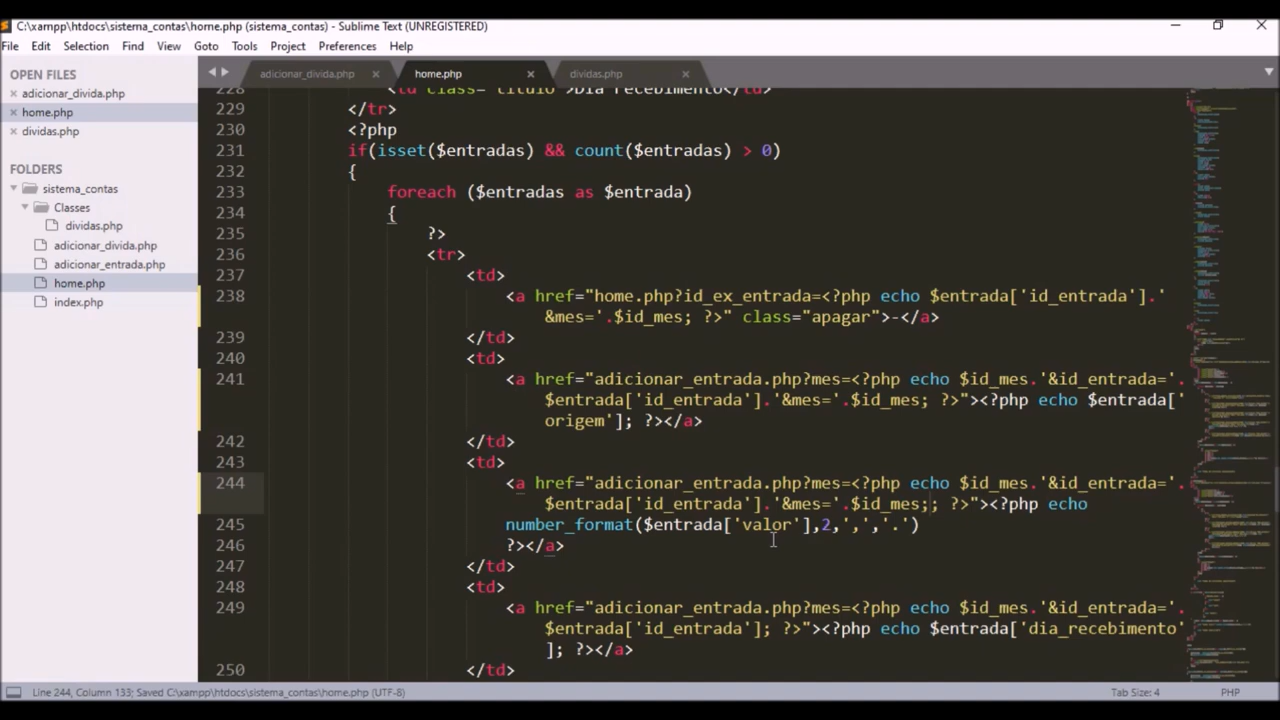 C:\xampp\htdocs\sistema_contas\home.php (sistema_contas) - Sublime Text (UNREGISTERED)
File Edit Selection Find View Goto Tools Project Preferences Help
OPEN FILES
adicionar_divida.php
home.php
dividas.php
FOLDERS
sistema_contas
Classes
dividas.php
adicionar_divida.php
adicionar_entrada.php
home.php
index.php
adicionar_divida.php home.php dividas.php
228 <td class="titulo">Dia recebimento</td>
229 </tr>
230 <?php
231 if(isset($entradas) && count($entradas) > 0)
232 {
233 foreach ($entradas as $entrada)
234 {
235 ?>
236 <tr>
237 <td>
238 <a href="home.php?id_ex_entrada=<?php echo $entrada['id_entrada'].'
&mes='.$id_mes; ?>" class="apagar">-</a>
239 </td>
240 <td>
241 <a href="adicionar_entrada.php?mes=<?php echo $id_mes.'&id_entrada='.
$entrada['id_entrada'].'&mes='.$id_mes; ?>"><?php echo $entrada['
origem']; ?></a>
242 </td>
243 <td>
244 <a href="adicionar_entrada.php?mes=<?php echo $id_mes.'&id_entrada='.
$entrada['id_entrada'].'&mes='.$id_mes;; ?>"><?php echo
245 number_format($entrada['valor'],2,',','.')
246 ?></a>
247 </td>
248 <td>
249 <a href="adicionar_entrada.php?mes=<?php echo $id_mes.'&id_entrada='.
$entrada['id_entrada']; ?>"><?php echo $entrada['dia_recebimento'
]; ?></a>
250 </td>
Line 244, Column 133; Saved C:\xampp\htdocs\sistema_contas\home.php (UTF-8) Tab Size: 4 PHP